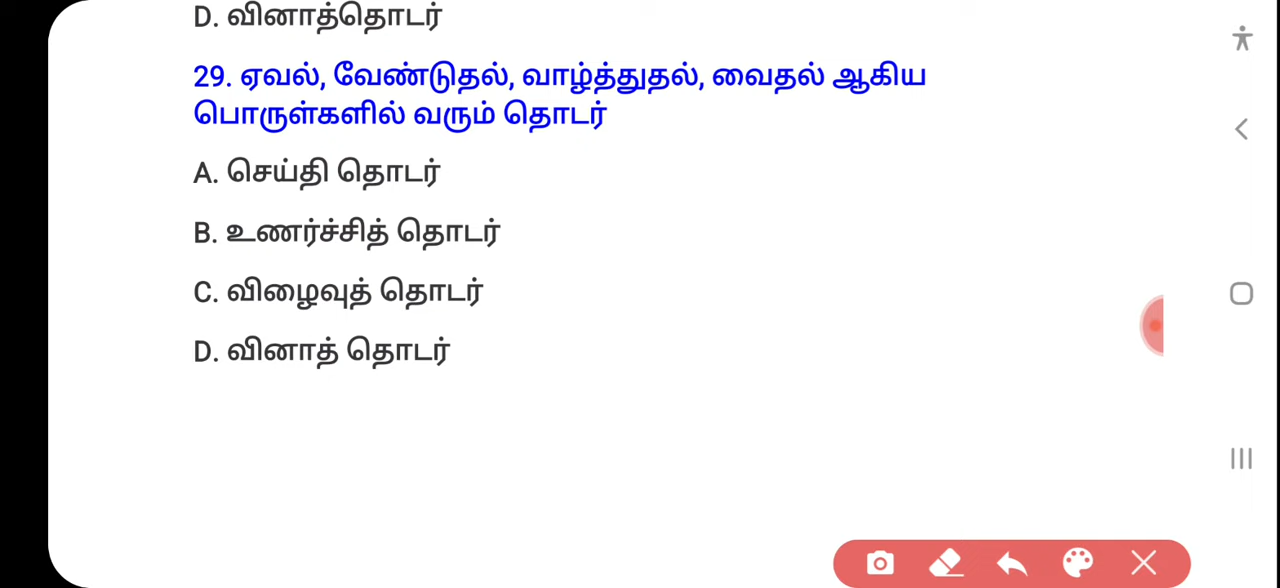 D. வினாத்தொடர்
29. ஏவல், வேண்டுதல், வாழ்த்துதல், வைதல் ஆகிய
பொருள்களில் வரும் தொடர்
A. செய்தி தொடர்
B. உணர்ச்சித் தொடர்
C. விழைவுத் தொடர்
D. வினாத் தொடர்